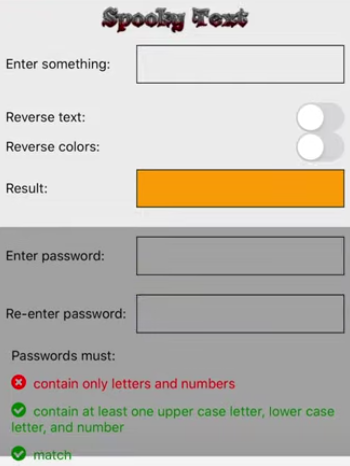 Spooky Text
Enter something:
Reverse text:
Reverse colors:
Result:
Enter password:
Re-enter password:
Passwords must:
contain only letters and numbers
contain at least one upper case letter, lower case
letter, and number
match